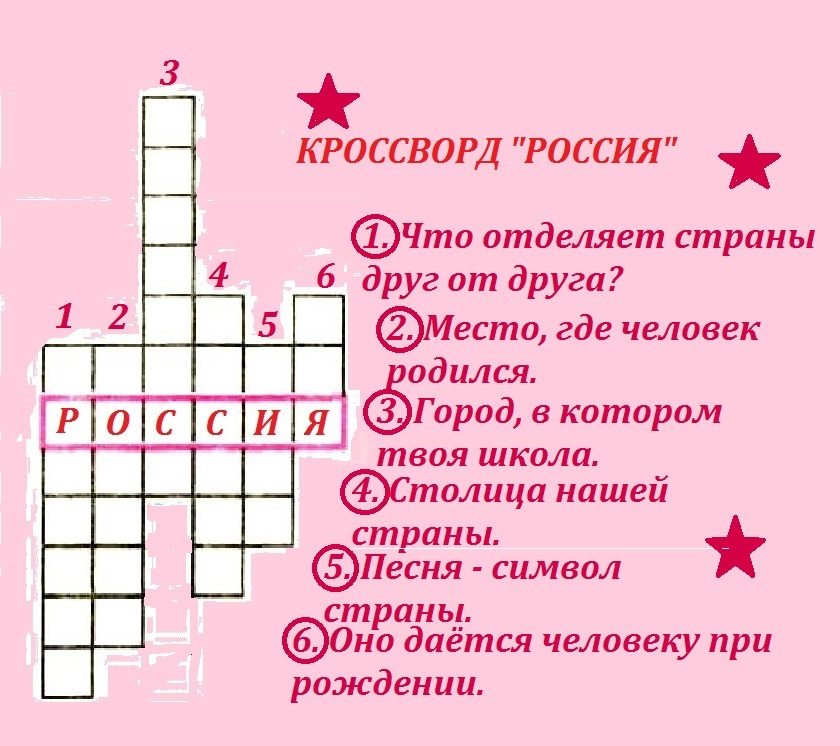 3
КРОССВОРД "РОССИЯ"
1. Что отделяет страны
друг от друга?
4
6
1
2
5
2. Место, где человек
родился.
Р О С С И Я
3. Город, в котором
твоя школа.
4. Столица нашей
страны.
5. Песня - символ
страны.
6. Оно даётся человеку при
рождении.